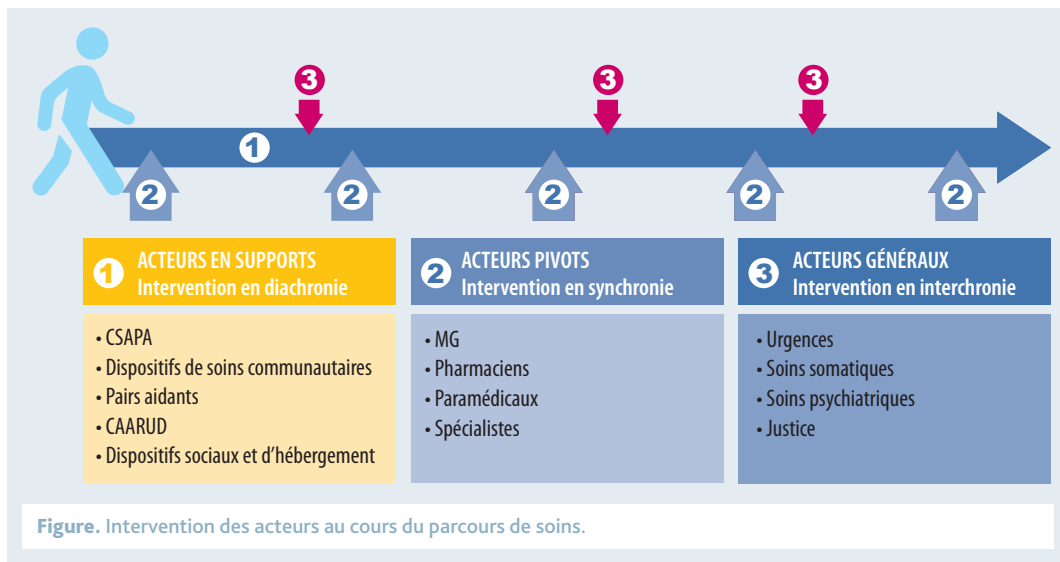 3 3 3
1
2 2 2 2 2
1 ACTEURS EN SUPPORTS
Intervention en diachronie
• CSAPA
• Dispositifs de soins communautaires
• Pairs aidants
• CAARUD
• Dispositifs sociaux et d'hébergement
2 ACTEURS PIVOTS
Intervention en synchronie
• MG
• Pharmaciens
• Paramédicaux
• Spécialistes
3 ACTEURS GÉNÉRAUX
Intervention en interchronie
• Urgences
• Soins somatiques
• Soins psychiatriques
• Justice
Figure. Intervention des acteurs au cours du parcours de soins.